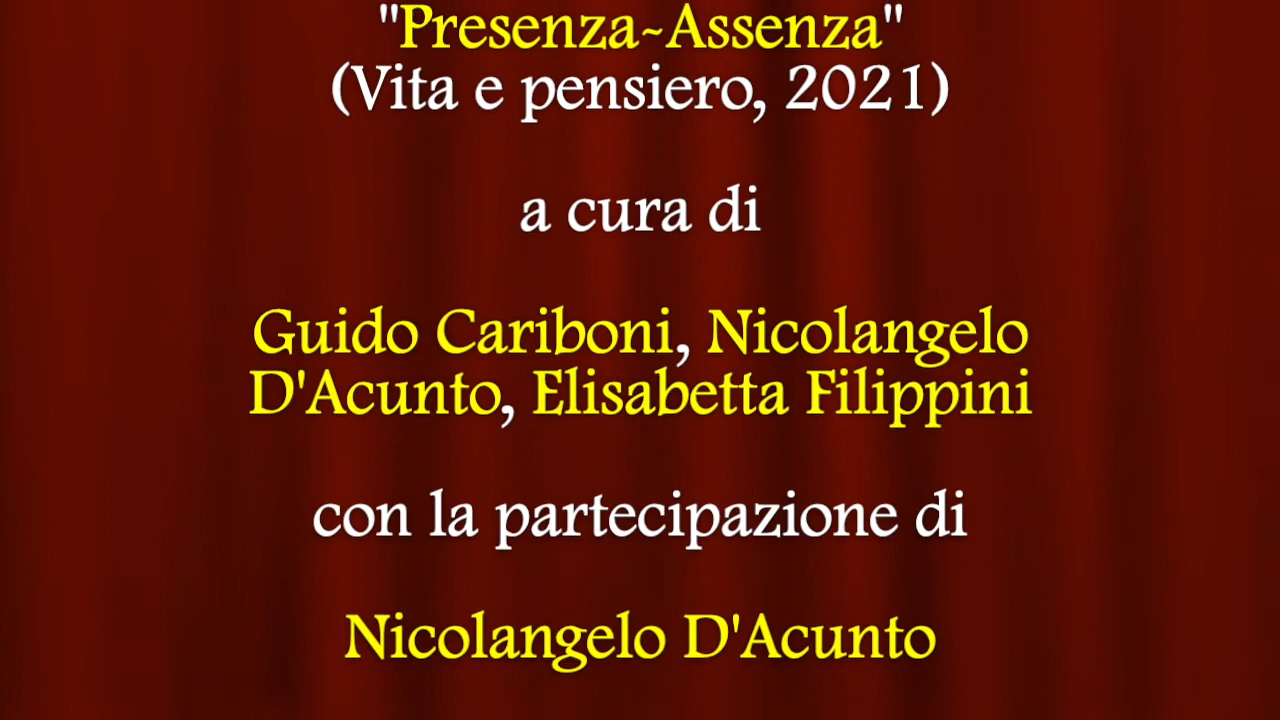 "Presenza~Assenza"
(Vita e pensiero, 2021)
a cura di
Guido Cariboni, Nicolangelo
D'Acunto, Elisabetta Filippini
con la partecipazione di
Nicolangelo D'Acunto